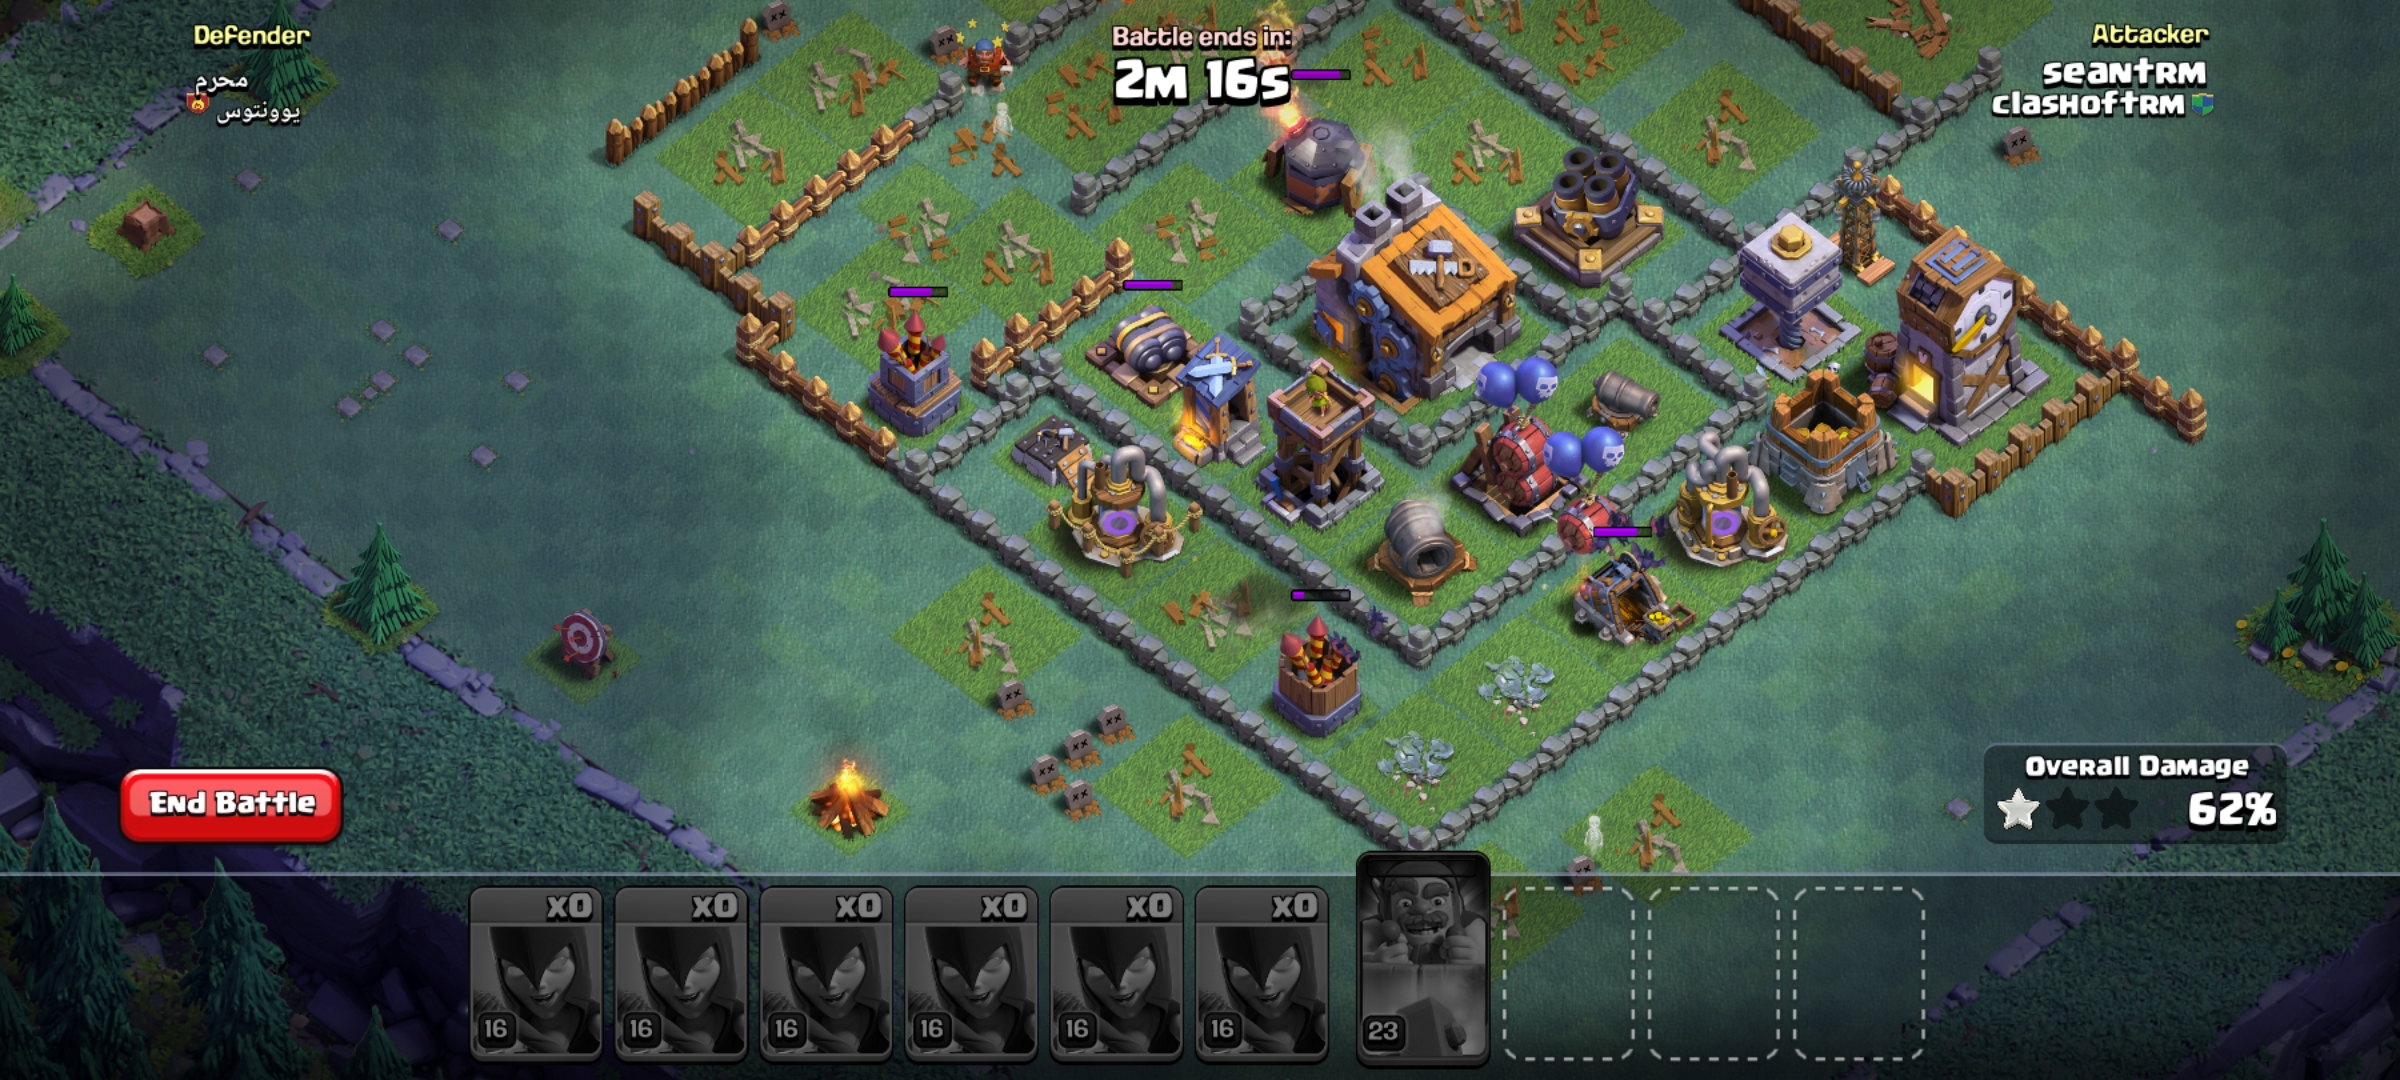 Defender
محرم
يوونتوس
Battle ends in:
2M 16S
Attacker
seantRM
clashoftRM
End Battle
Overall Damage
62%
x0 x0 x0 x0 x0 x0
16 16 16 16 16 16 23